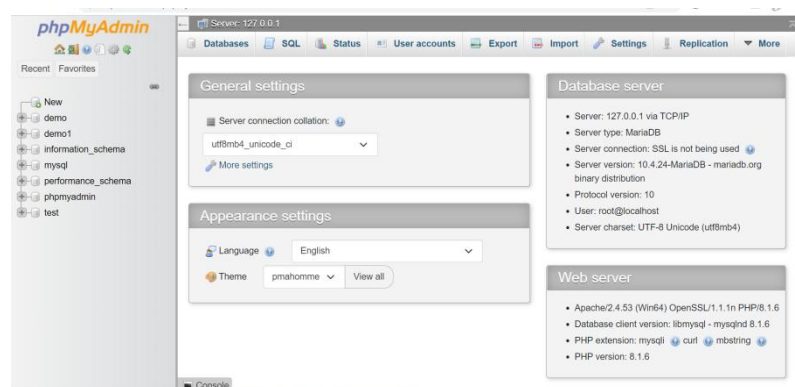 phpMyAdmin
Recent Favorites
New
demo
demo1
information_schema
mysql
performance_schema
phpmyadmin
test
Server: 127.0.0.1
Databases SQL Status User accounts Export Import Settings Replication More
General settings
Server connection collation:
utf8mb4_unicode_ci
More settings
Appearance settings
Language English
Theme pmahomme View all
Database server
Server: 127.0.0.1 via TCP/IP
Server type: MariaDB
Server connection: SSL is not being used
Server version: 10.4.24-MariaDB - mariadb.org
binary distribution
Protocol version: 10
User: root@localhost
Server charset: UTF-8 Unicode (utf8mb4)
Web server
Apache/2.4.53 (Win64) OpenSSL/1.1.1n PHP/8.1.6
Database client version: libmysql - mysqlnd 8.1.6
PHP extension: mysqli curl mbstring
PHP version: 8.1.6
Console